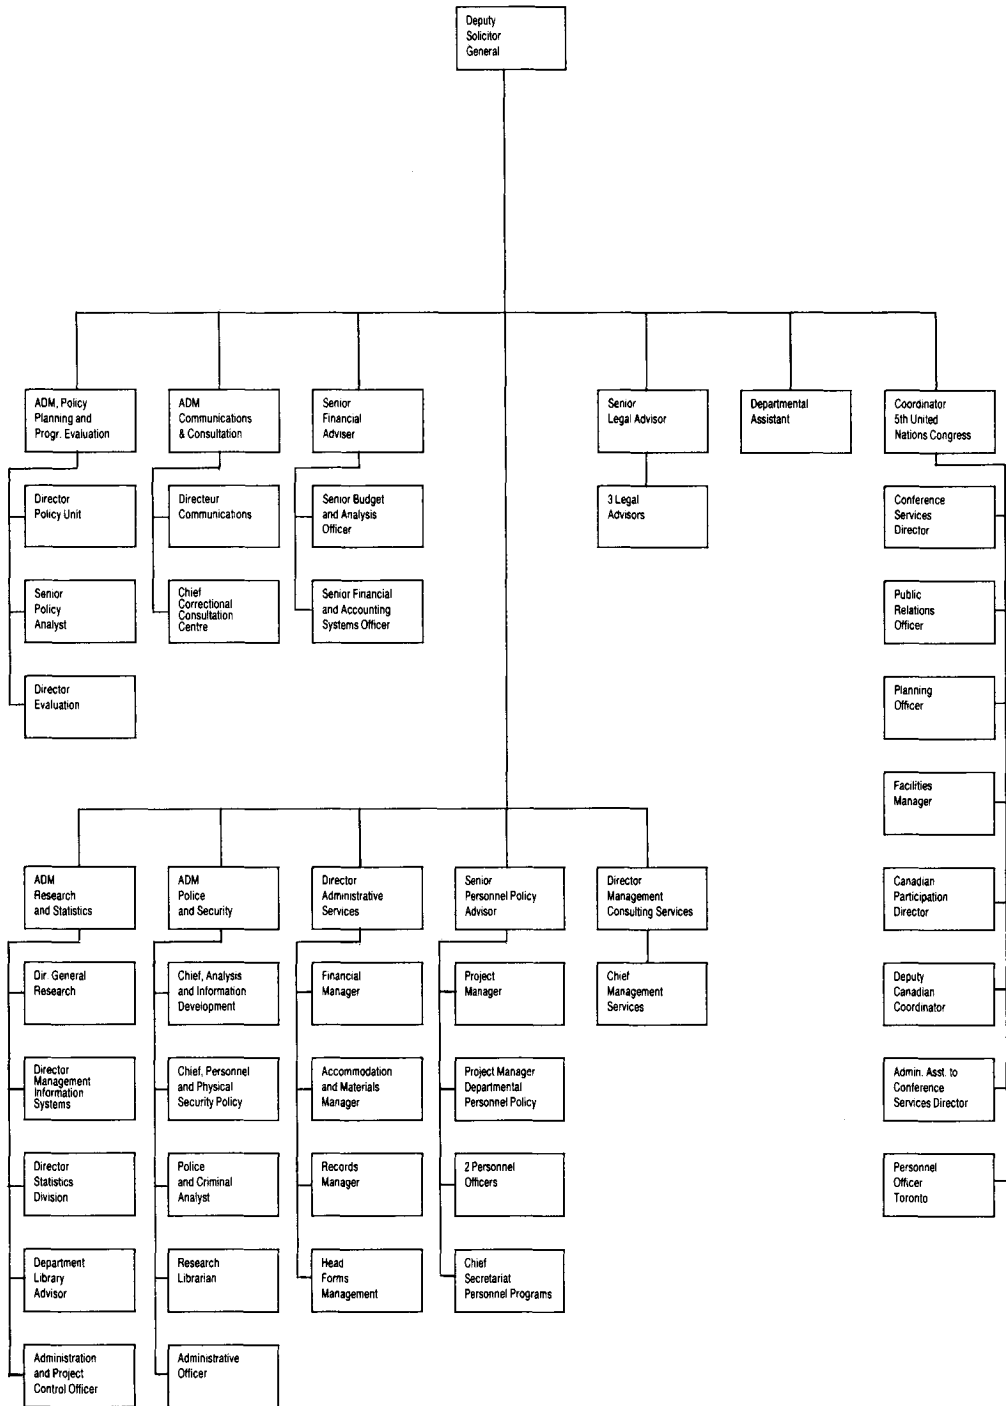 Deputy
Solicitor
General
ADM, Policy
Planning and
Progr. Evaluation
ADM
Communications
& Consultation
Senior
Financial
Adviser
Senior
Legal Advisor
Departmental
Assistant
Coordinator
5th United
Nations Congress
Director
Policy Unit
Directeur
Communications
Senior Budget
and Analysis
Officer
3 Legal
Advisors
Conference
Services
Director
Senior
Policy
Analyst
Chief
Correctional
Consultation
Centre
Senior Financial
and Accounting
Systems Officer
Public
Relations
Officer
Director
Evaluation
Planning
Officer
Facilities
Manager
ADM
Research
and Statistics
ADM
Police
and Security
Director
Administrative
Services
Senior
Personnel Policy
Advisor
Director
Management
Consulting Services
Canadian
Participation
Director
Dir. General
Research
Chief, Analysis
and Information
Development
Financial
Manager
Project
Manager
Chief
Management
Services
Deputy
Canadian
Coordinator
Director
Management
Information
Systems
Chief, Personnel
and Physical
Security Policy
Accommodation
and Materials
Manager
Project Manager
Departmental
Personnel Policy
Admin. Asst. to
Conference
Services Director
Director
Statistics
Division
Police
and Criminal
Analyst
Records
Manager
2 Personnel
Officers
Personnel
Officer
Toronto
Department
Library
Advisor
Research
Librarian
Head
Forms
Management
Chief
Secretariat
Personnel Programs
Administration
and Project
Control Officer
Administrative
Officer